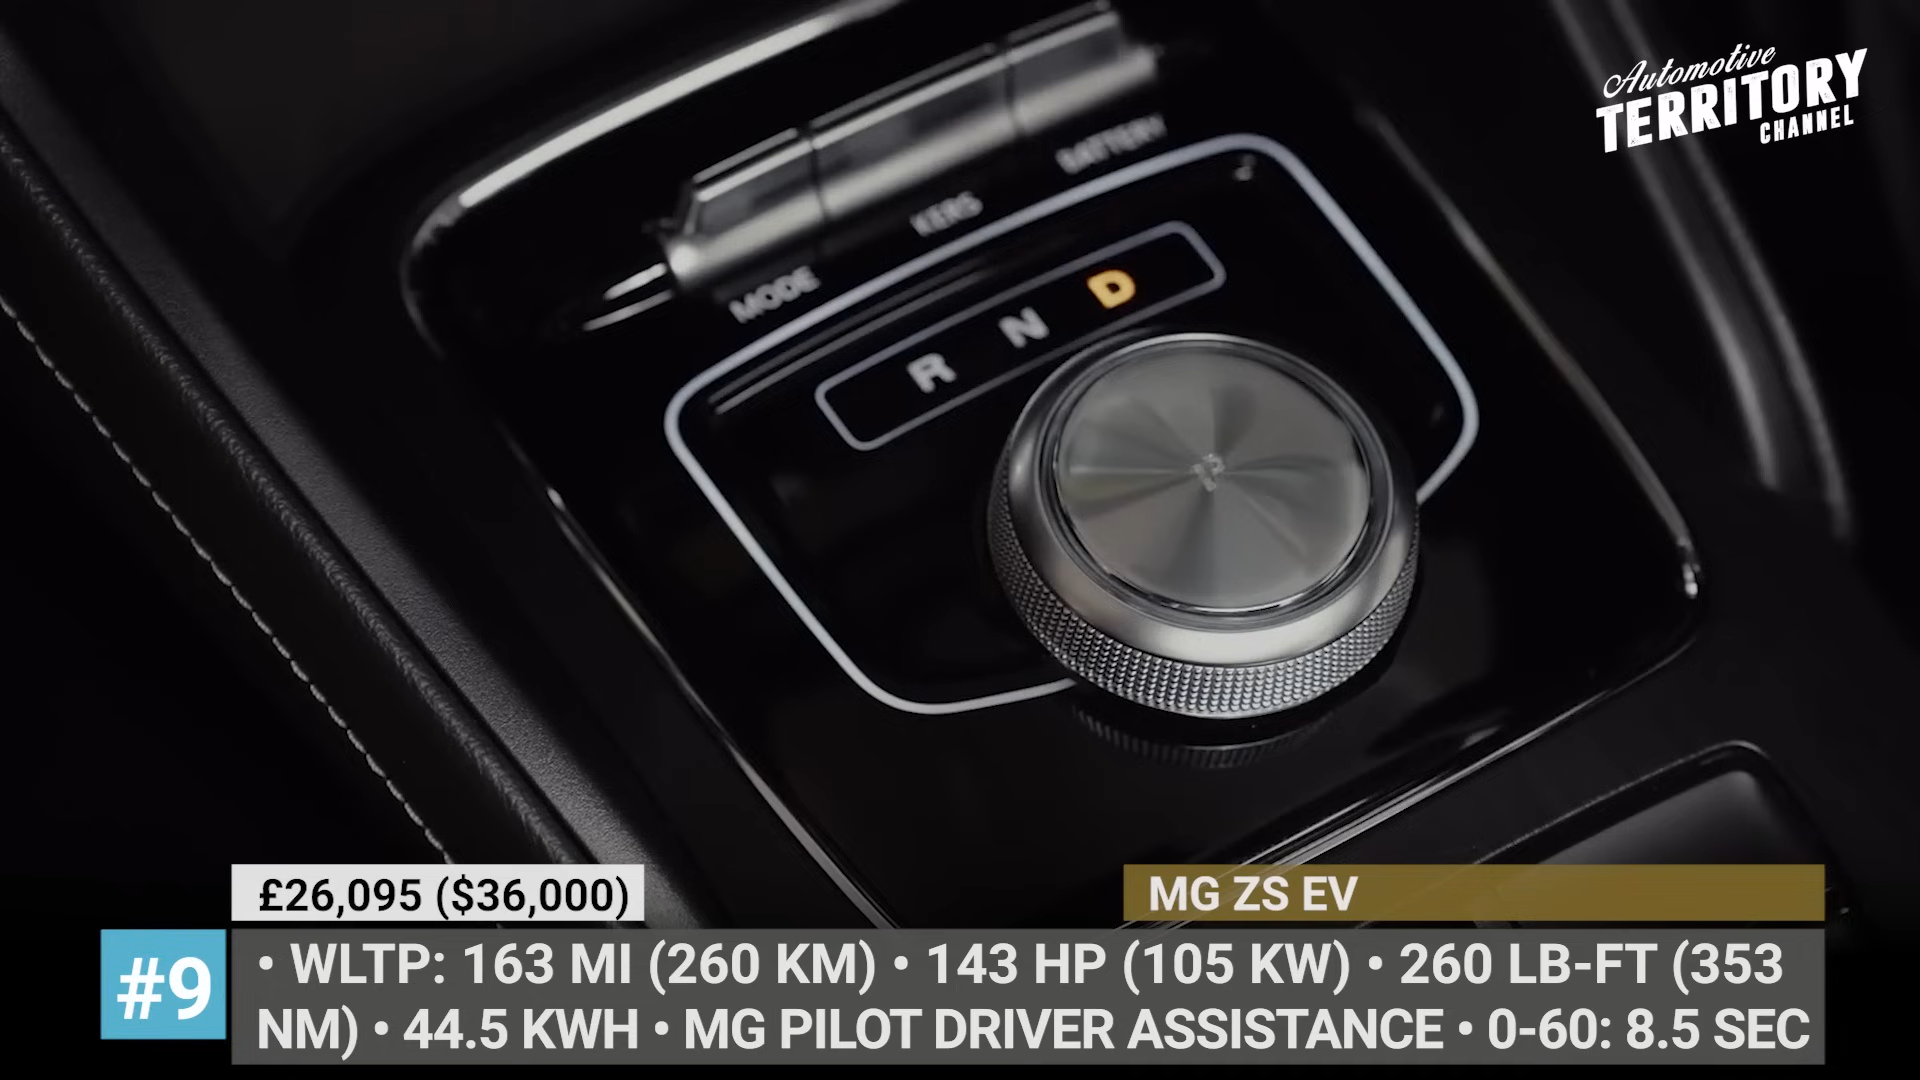 Automotive
TERRITORY
CHANNEL
BATTERY
KERS
MODE
R N D
P
£26,095 ($36,000)
MG ZS EV
#9
• WLTP: 163 MI (260 KM) • 143 HP (105 KW) • 260 LB-FT (353
NM) • 44.5 KWH • MG PILOT DRIVER ASSISTANCE • 0-60: 8.5 SEC